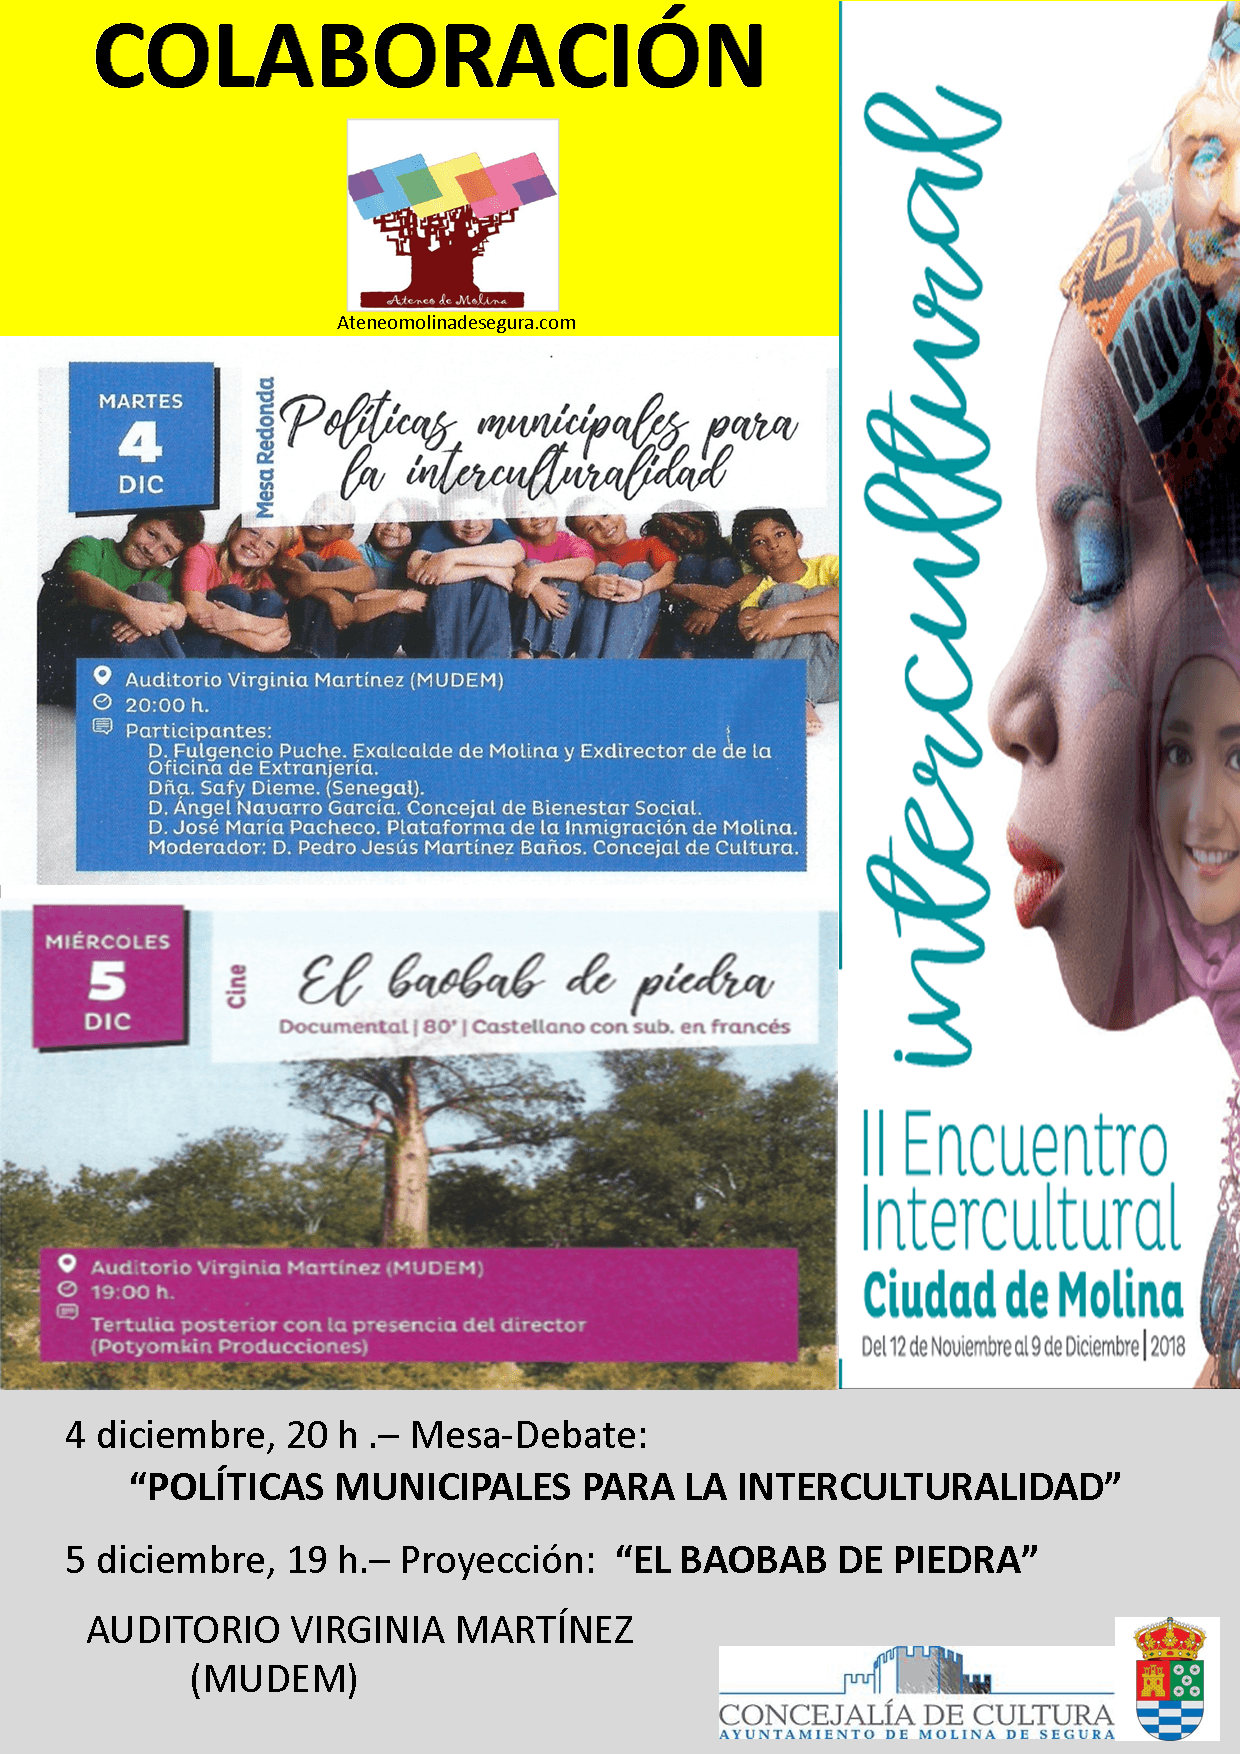 COLABORACIÓN
Ateneo de Molina
Ateneomolinadesegura.com
MARTES
4
DIC
Mesa Redonda
Políticas municipales para
la interculturalidad
Auditorio Virginia Martínez (MUDEM)
20:00 h.
Participantes:
D. Fulgencio Puche. Exalcalde de Molina y Exdirector de de la
Oficina de Extranjería.
Dña. Safy Dieme. (Senegal).
D. Ángel Navarro García. Concejal de Bienestar Social.
D. José María Pacheco. Plataforma de la Inmigración de Molina.
Moderador: D. Pedro Jesús Martínez Baños. Concejal de Cultura.
MIÉRCOLES
5
DIC
Cine
El baobab de piedra
Documental | 80' | Castellano con sub. en francés
Auditorio Virginia Martínez (MUDEM)
19:00 h.
Tertulia posterior con la presencia del director
(Potyomkin Producciones)
intercultural
II Encuentro
Intercultural
Ciudad de Molina
Del 12 de Noviembre al 9 de Diciembre | 2018
4 diciembre, 20 h .– Mesa-Debate:
“POLÍTICAS MUNICIPALES PARA LA INTERCULTURALIDAD”
5 diciembre, 19 h.– Proyección: “EL BAOBAB DE PIEDRA”
AUDITORIO VIRGINIA MARTÍNEZ
(MUDEM)
CONCEJALÍA DE CULTURA
AYUNTAMIENTO DE MOLINA DE SEGURA